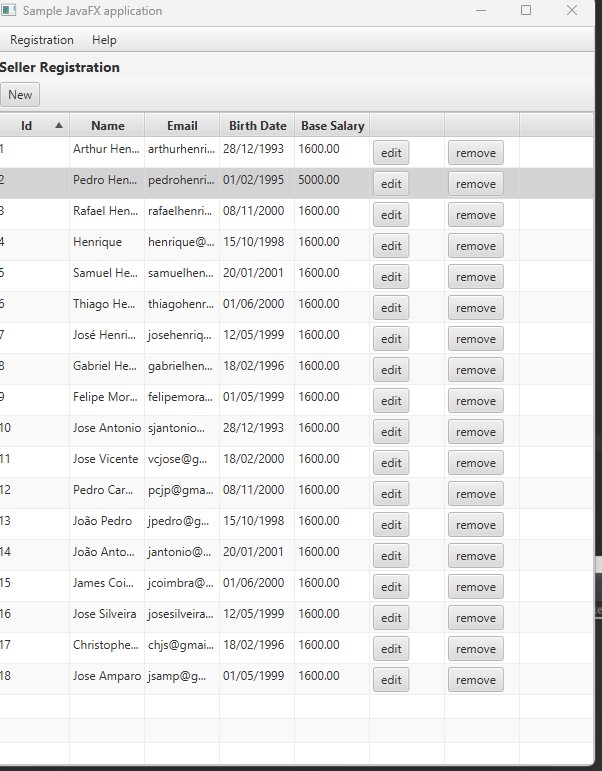 Sample JavaFX application
Registration Help
Seller Registration
New
Id Name Email Birth Date Base Salary
1 Arthur Hen... arthurhenri... 28/12/1993 1600.00 edit remove
2 Pedro Hen... pedrohenri... 01/02/1995 5000.00 edit remove
3 Rafael Hen... rafaelhenri... 08/11/2000 1600.00 edit remove
4 Henrique henrique@... 15/10/1998 1600.00 edit remove
5 Samuel He... samuelhen... 20/01/2001 1600.00 edit remove
6 Thiago He... thiagohenr... 01/06/2000 1600.00 edit remove
7 José Henri... josehenriq... 12/05/1999 1600.00 edit remove
8 Gabriel He... gabrielhen... 18/02/1996 1600.00 edit remove
9 Felipe Mor... felipemora... 01/05/1999 1600.00 edit remove
10 Jose Antonio sjantonio... 28/12/1993 1600.00 edit remove
11 Jose Vicente vcjose@g... 18/02/2000 1600.00 edit remove
12 Pedro Car... pcjp@gma... 08/11/2000 1600.00 edit remove
13 João Pedro jpedro@g... 15/10/1998 1600.00 edit remove
14 João Anto... jantonio@... 20/01/2001 1600.00 edit remove
15 James Coi... jcoimbra@... 01/06/2000 1600.00 edit remove
16 Jose Silveira josesilveira... 12/05/1999 1600.00 edit remove
17 Christophe... chjs@gmai... 18/02/1996 1600.00 edit remove
18 Jose Amparo jsamp@g... 01/05/1999 1600.00 edit remove